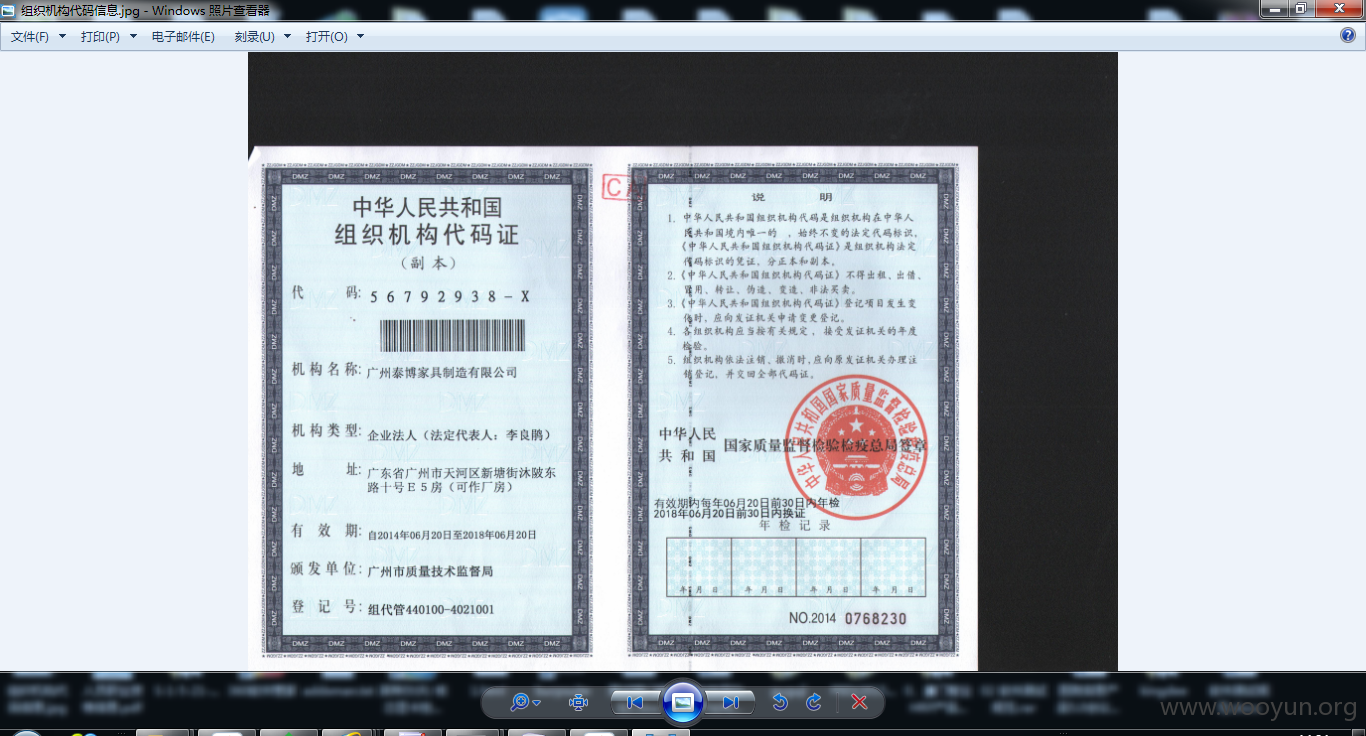 组织机构代码信息.jpg - Windows 照片查看器
文件(F) 打印(P) 电子邮件(E) 刻录(U) 打开(O)
中华人民共和国
组织机构代码证
(副本)
代 码: 56792938-X
机构名称: 广州泰博家具制造有限公司
机构类型: 企业法人(法定代表人: 李良鹃)
地 址: 广东省广州市天河区新塘街沐陂东
路十号E5房(可作厂房)
有 效 期: 自2014年06月20日至2018年06月20日
颁发单位: 广州市质量技术监督局
登 记 号: 组代管440100-4021001
说 明
1. 中华人民共和国组织机构代码是组织机构在中华人
民共和国境内唯一的 、始终不变的法定代码标识,
《中华人民共和国组织机构代码证》是组织机构法定
代码标识的凭证, 分正本和副本。
2.《中华人民共和国组织机构代码证》不得出租、出借、
冒用、转让、伪造、变造、非法买卖。
3.《中华人民共和国组织机构代码证》登记项目发生变
化时, 应向发证机关申请变更登记。
4. 各组织机构应当按有关规定, 接受发证机关的年度
检验。
5. 组织机构依法注销、撤消时, 应向原发证机关办理注
销登记, 并交回全部代码证。
中华人民
共和国 国家质量监督检验检疫总局签章
中华人民共和国国家质量监督检验检疫总局
有效期内每年06月20日前30日内年检
2018年06月20日前30日内换证
年检记录
年 月 日 年 月 日 年 月 日 年 月 日
NO.2014 0768230
www.wooyun.org